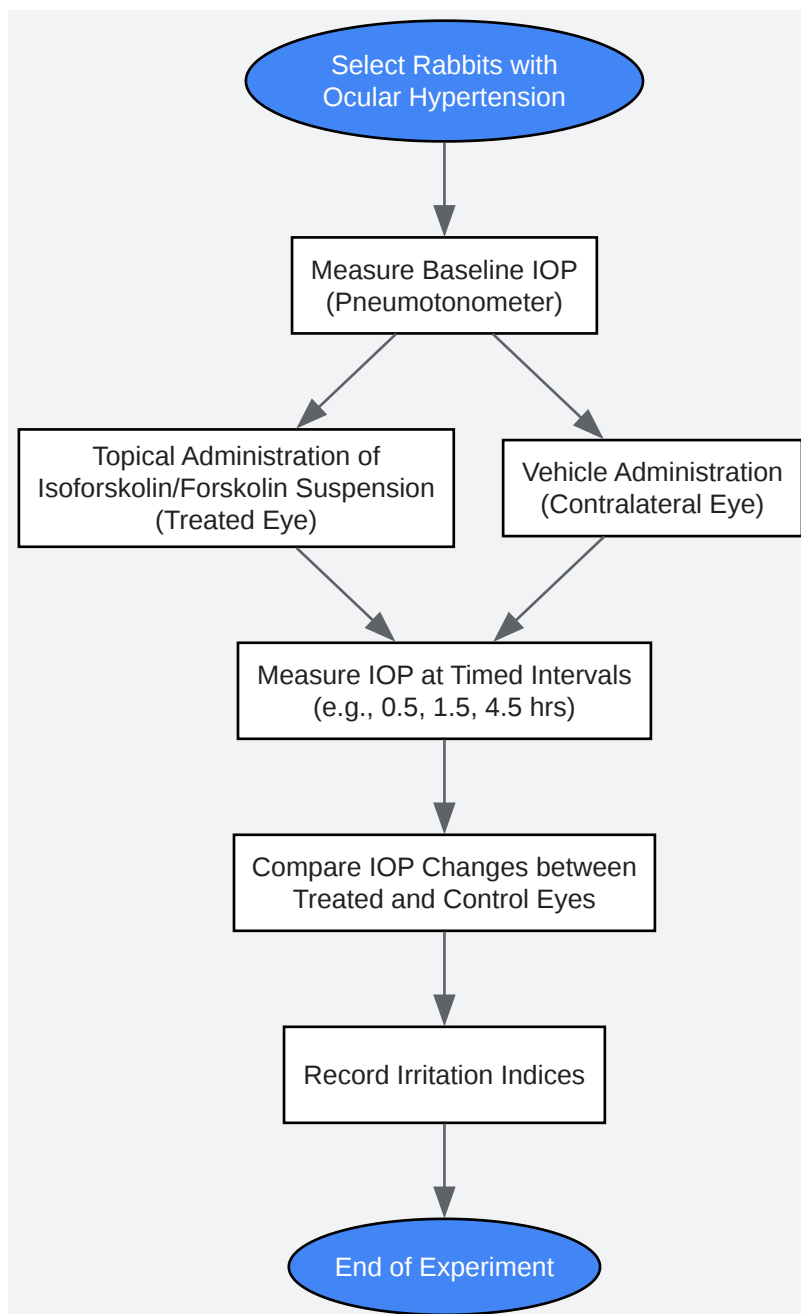 Select Rabbits with
Ocular Hypertension
Measure Baseline IOP
(Pneumotonometer)
Topical Administration of
Isoforskolin/Forskolin Suspension
(Treated Eye)
Vehicle Administration
(Contralateral Eye)
Measure IOP at Timed Intervals
(e.g., 0.5, 1.5, 4.5 hrs)
Compare IOP Changes between
Treated and Control Eyes
Record Irritation Indices
End of Experiment